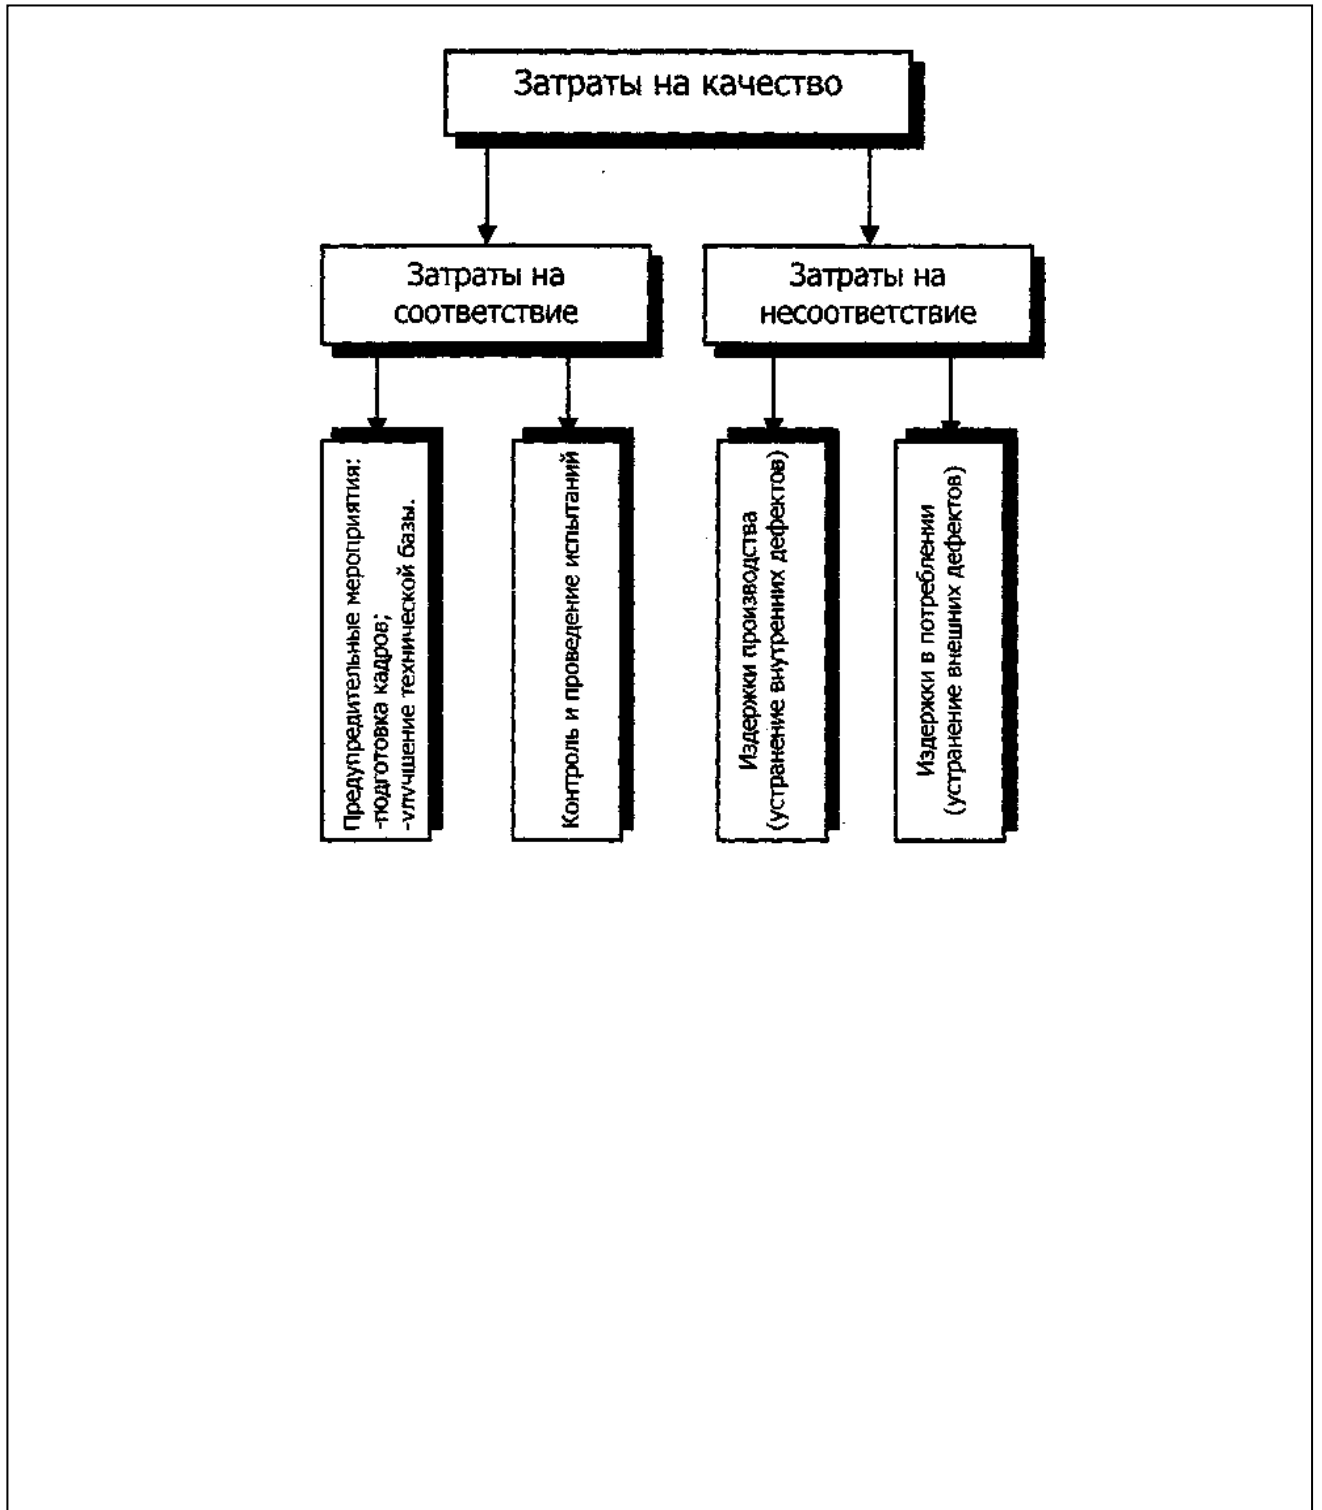 Затраты на качество
Затраты на
соответствие
Затраты на
несоответствие
Предупредительные мероприятия:
-подготовка кадров;
-улучшение технической базы.
Контроль и проведение испытаний
Издержки производства
(устранение внутренних дефектов)
Издержки в потреблении
(устранение внешних дефектов)